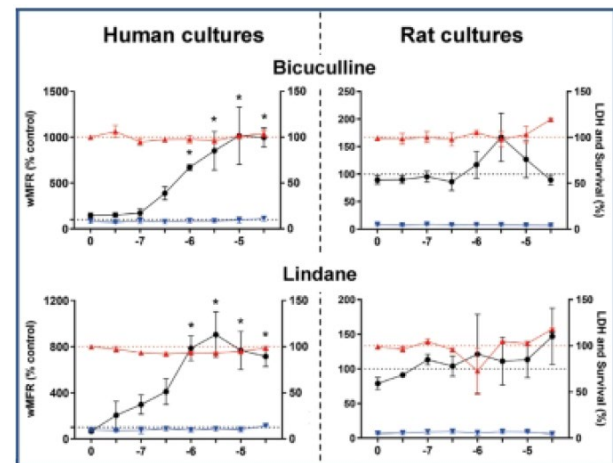 Human cultures
Rat cultures
Bicuculline
wMFR (% control)
1500
1000
500
0
100
50
0
* * * *
0 -7 -6 -5
250
200
150
100
50
0
100
50
0
LDH and Survival (%)
0 -7 -6 -5
Lindane
wMFR (% control)
1200
800
400
0
150
100
50
0
* * * *
0 -7 -6 -5
200
150
100
50
0
150
100
50
0
LDH and Survival (%)
0 -7 -6 -5